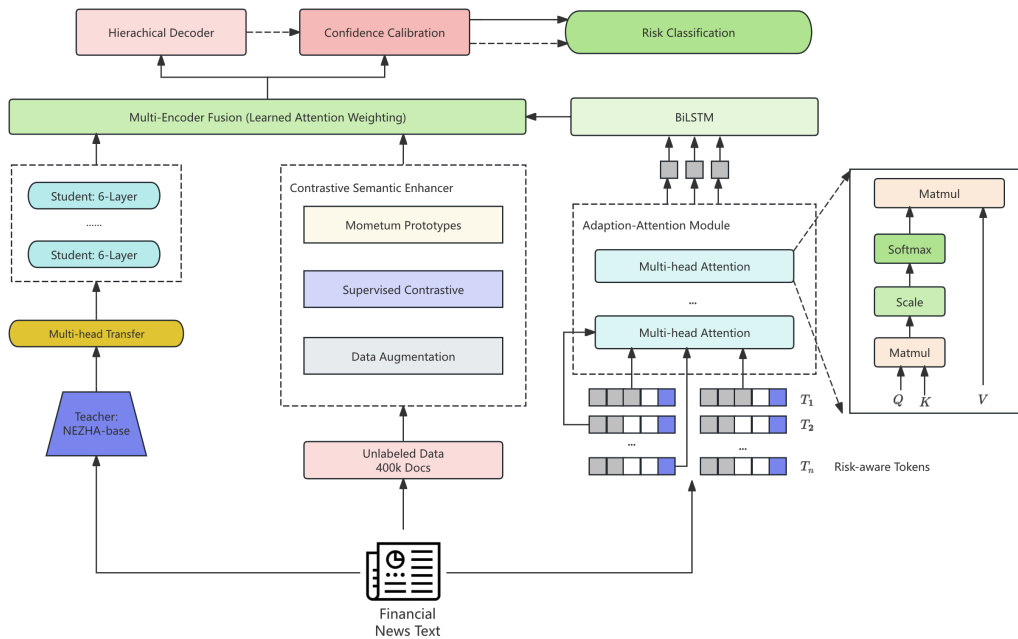 Hierachical Decoder
Confidence Calibration
Risk Classification
Multi-Encoder Fusion (Learned Attention Weighting)
BiLSTM
Student: 6-Layer
......
Student: 6-Layer
Multi-head Transfer
Teacher:
NEZHA-base
Contrastive Semantic Enhancer
Mometum Prototypes
Supervised Contrastive
Data Augmentation
Unlabeled Data
400k Docs
Adaption-Attention Module
Multi-head Attention
...
Multi-head Attention
T₁
T₂
... ...
Tₙ
Risk-aware Tokens
Matmul
Softmax
Scale
Matmul
Q K V
Financial
News Text